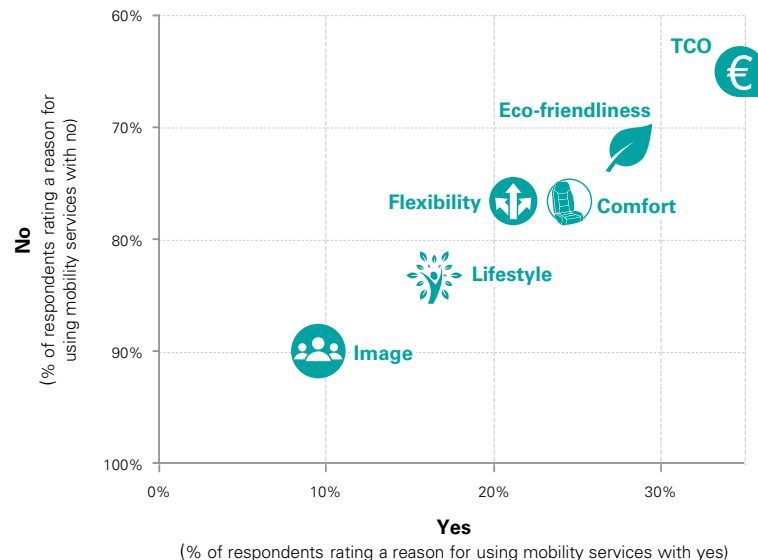 60%
TCO
€
Eco-friendliness
70%
Flexibility
Comfort
80%
Lifestyle
90%
Image
100%
0%
10%
20%
30%
No
(% of respondents rating a reason for
using mobility services with no)
Yes
(% of respondents rating a reason for using mobility services with yes)